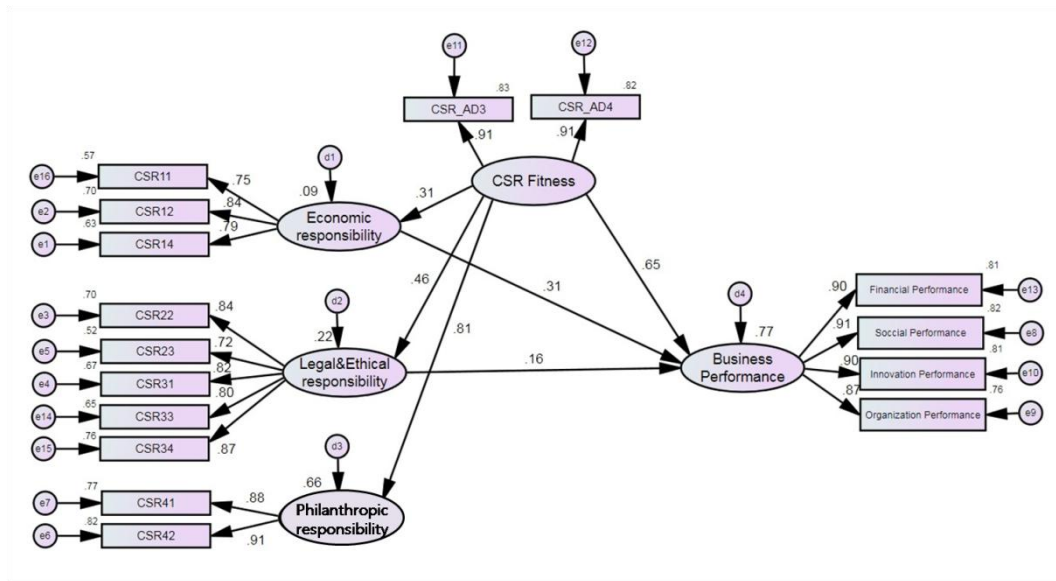 e11
e12
.83
.82
CSR_AD3
CSR_AD4
.91
.91
.57
d1
e16
CSR11
.75
.09
.31
CSR Fitness
.70
e2
CSR12
.84
Economic
responsibility
.63
e1
CSR14
.79
.46
.65
.31
.81
.90
.81
Financial Performance
e13
.70
d2
d4
e3
CSR22
.84
.22
.77
.82
.91
Soccial Performance
e8
.52
e5
CSR23
.72
Legal&Ethical
responsibility
.16
Business
Performance
.81
.90
Innovation Performance
e10
.67
e4
CSR31
.82
.76
.87
Organization Performance
e9
.65
e14
CSR33
.80
.76
e15
CSR34
.87
d3
.81
.77
.66
e7
CSR41
.88
Philanthropic
responsibility
.82
e6
CSR42
.91